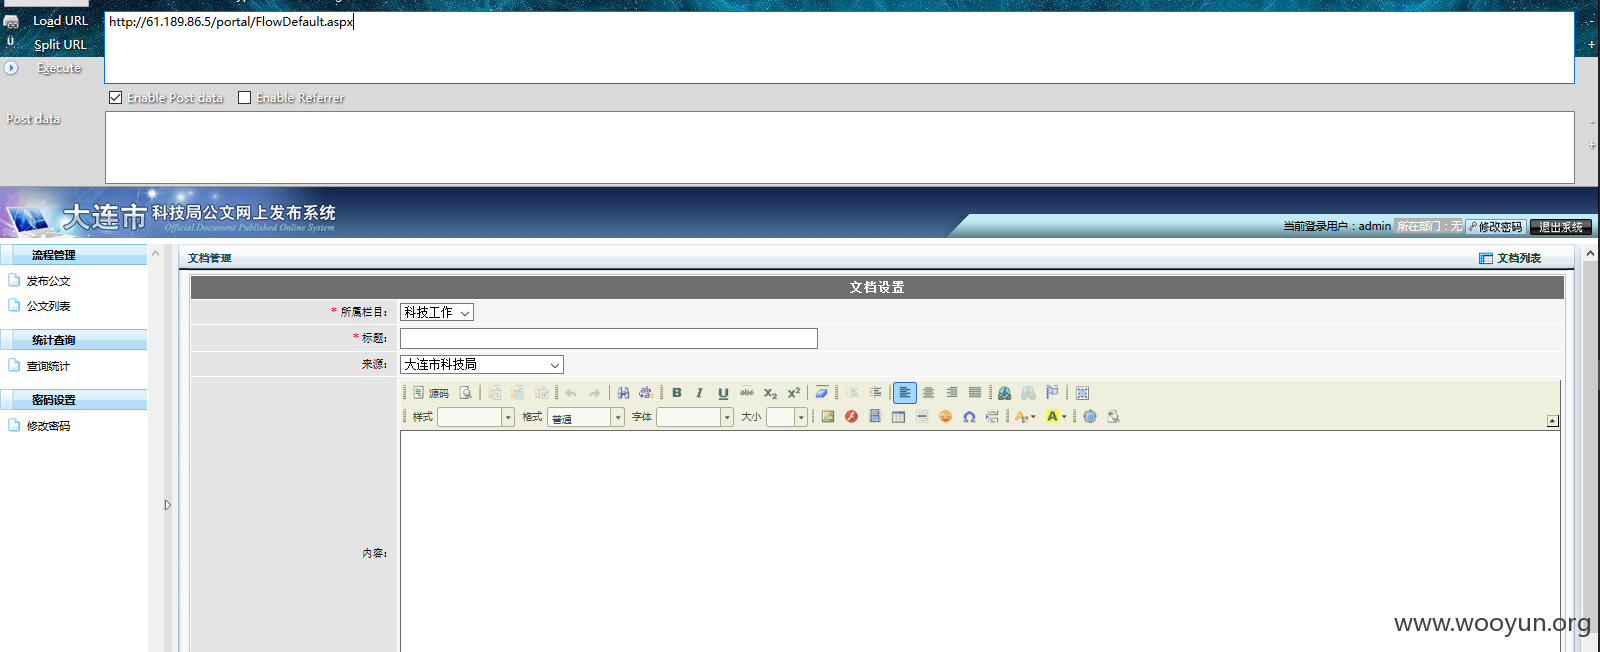 Load URL
http://61.189.86.5/portal/FlowDefault.aspx
Split URL
Execute
Enable Post data
Enable Referrer
Post data
大连市科技局公文网上发布系统
Official Document Published Online System
当前登录用户：admin 所在部门：无 修改密码 退出系统
流程管理
发布公文
公文列表
统计查询
查询统计
密码设置
修改密码
文档管理
文档列表
文档设置
* 所属栏目： 科技工作
* 标题：
来源： 大连市科技局
源码
样式 格式 普通 字体 大小
内容：
www.wooyun.org